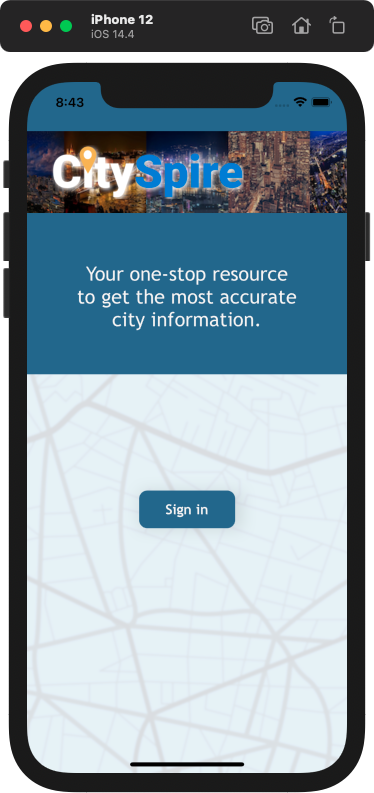 iPhone 12
iOS 14.4
8:43
CitySpire
Your one-stop resource
to get the most accurate
city information.
Sign in